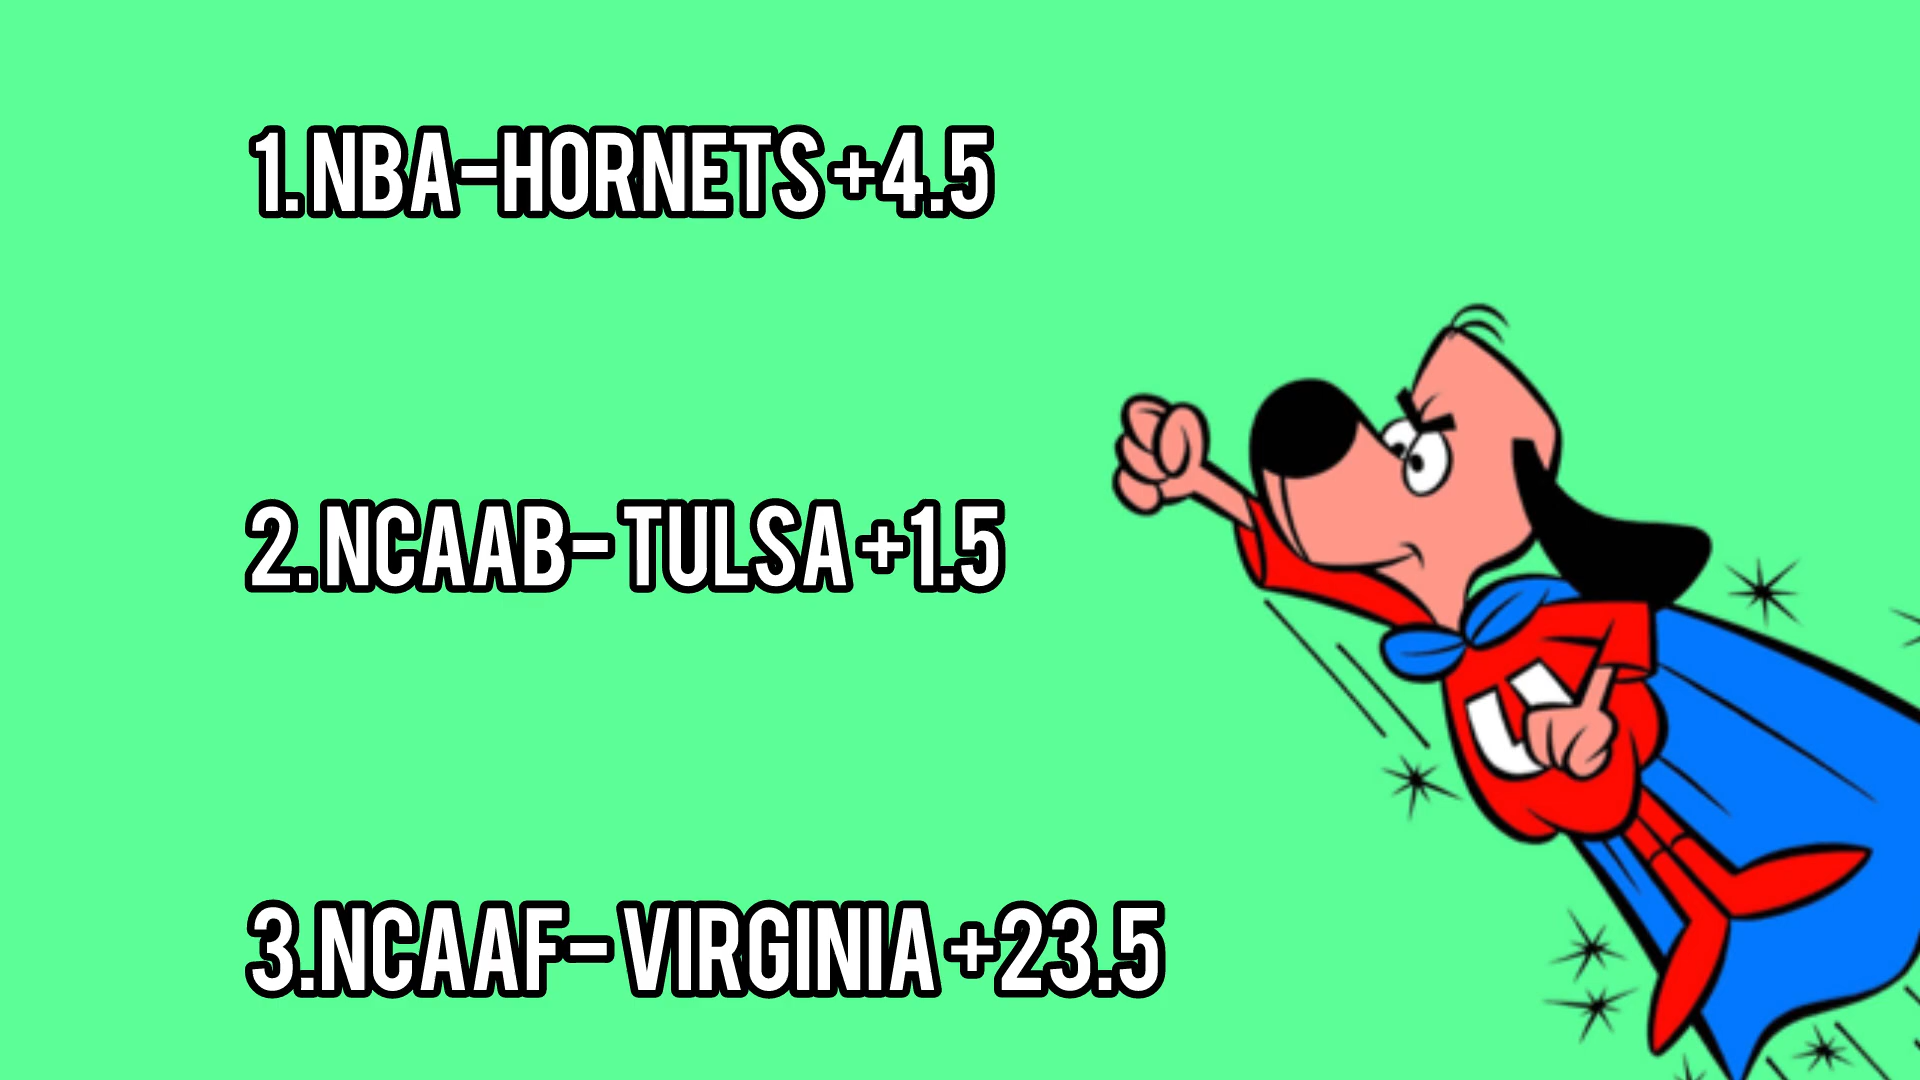 1. NBA-HORNETS +4.5
2. NCAAB- TULSA +1.5
U
3.NCAAF- VIRGINIA +23.5